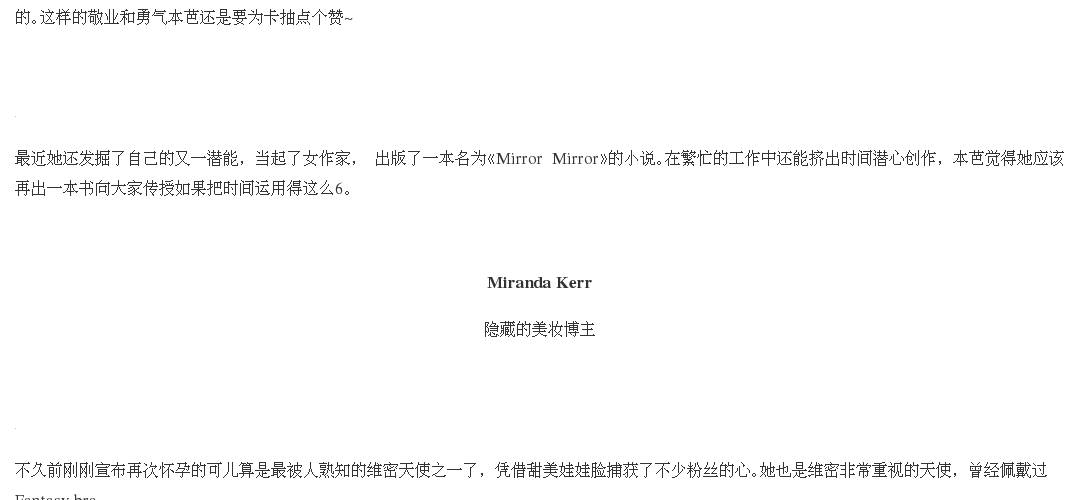 的。这样的敬业和勇气本芭还是要为卡抽点个赞~
最近她还发掘了自己的又一潜能，当起了女作家， 出版了一本名为《Mirror Mirror》的小说。在繁忙的工作中还能挤出时间潜心创作，本芭觉得她应该
再出一本书向大家传授如果把时间运用得这么6。
Miranda Kerr
隐藏的美妆博主
不久前刚刚宣布再次怀孕的可儿算是最被人熟知的维密天使之一了，凭借甜美娃娃脸捕获了不少粉丝的心。她也是维密非常重视的天使，曾经佩戴过
Fantasy bra